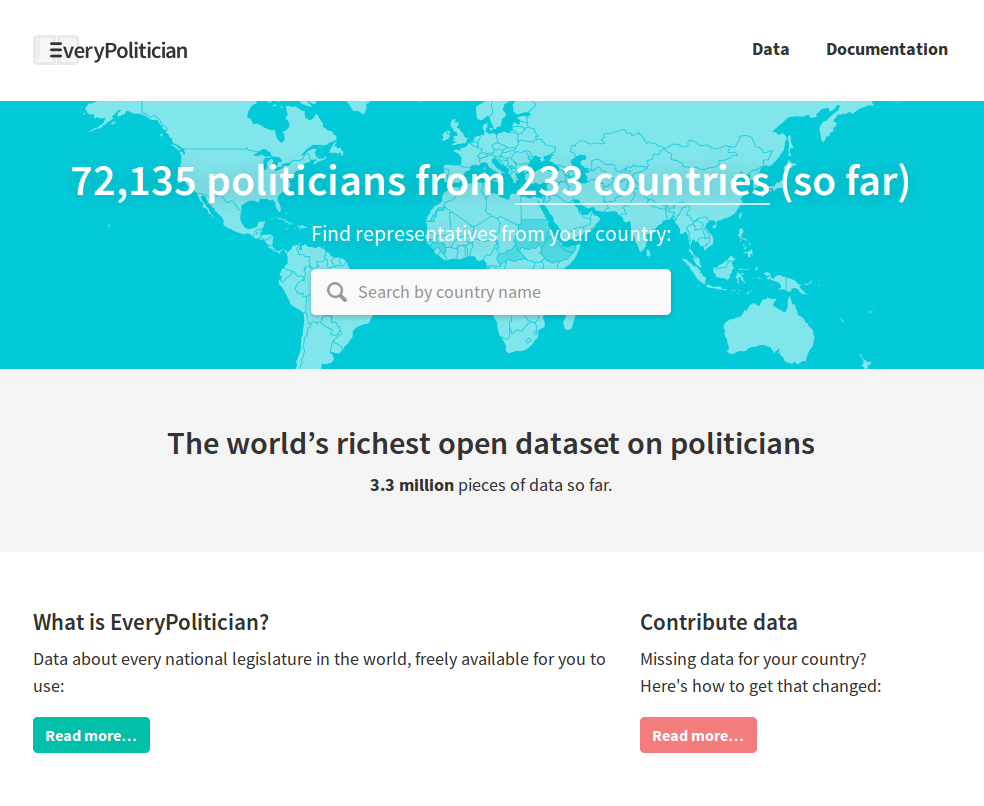 EveryPolitician
Data
Documentation
72,135 politicians from 233 countries (so far)
Find representatives from your country:
Search by country name
The world’s richest open dataset on politicians
3.3 million pieces of data so far.
What is EveryPolitician?
Data about every national legislature in the world, freely available for you to
use:
Read more…
Contribute data
Missing data for your country?
Here's how to get that changed:
Read more…